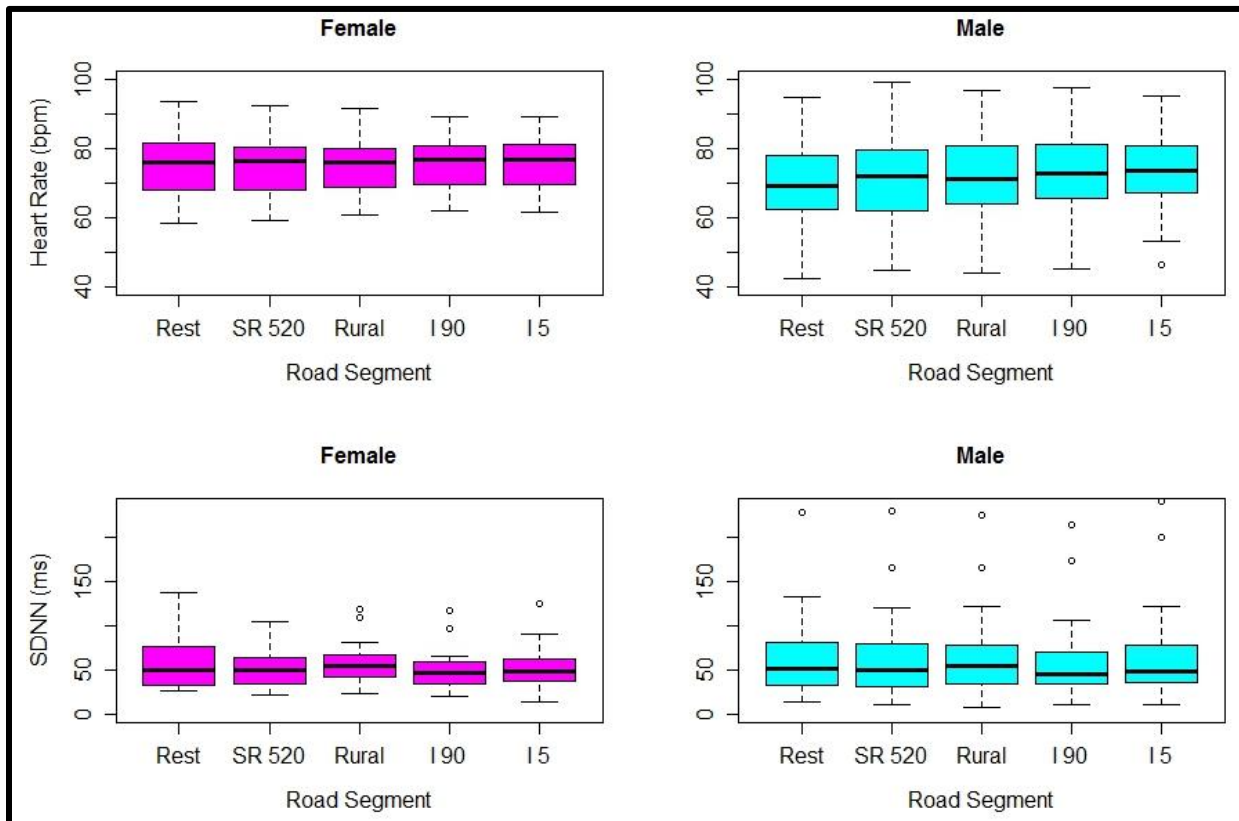 Female
Male
Heart Rate (bpm)
100
80
60
40
100
80
60
40
Rest SR 520 Rural I 90 I 5
Rest SR 520 Rural I 90 I 5
Road Segment
Road Segment
Female
Male
SDNN (ms)
150
50
0
150
50
0
Rest SR 520 Rural I 90 I 5
Rest SR 520 Rural I 90 I 5
Road Segment
Road Segment